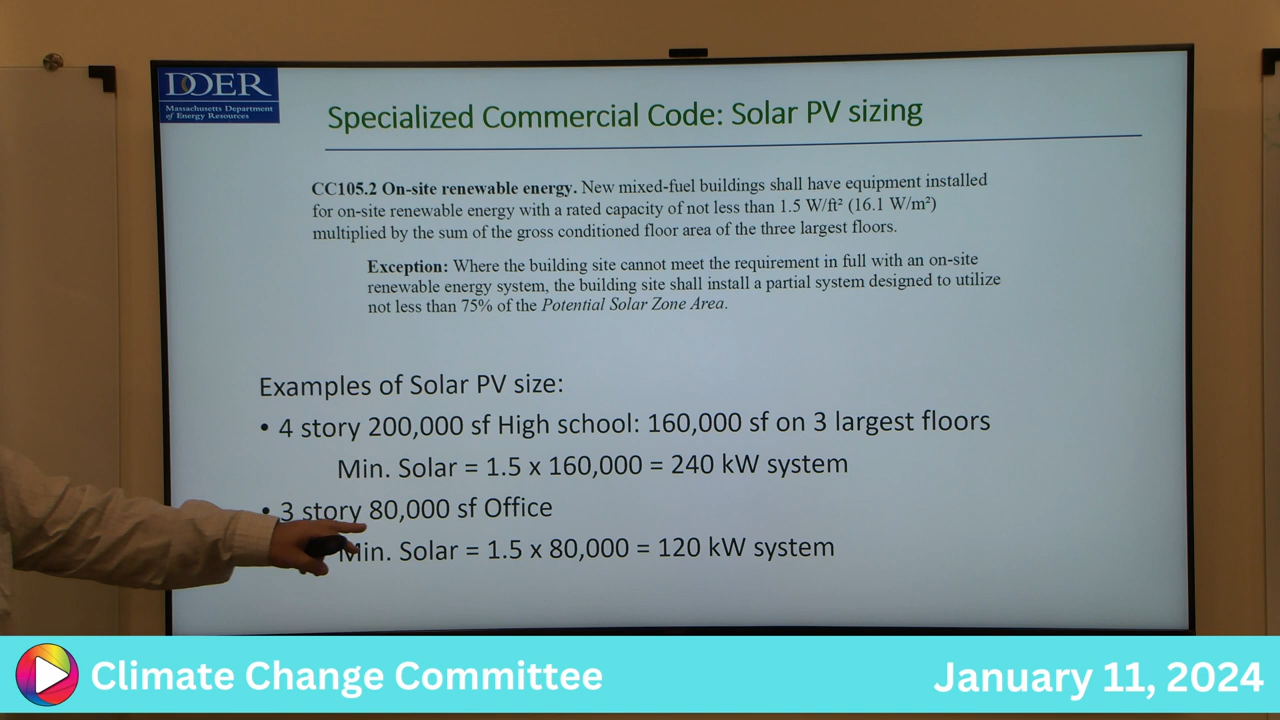 DOER
Massachusetts Department
of Energy Resources
Specialized Commercial Code: Solar PV sizing
CC105.2 On-site renewable energy. New mixed-fuel buildings shall have equipment installed
for on-site renewable energy with a rated capacity of not less than 1.5 W/ft² (16.1 W/m²)
multiplied by the sum of the gross conditioned floor area of the three largest floors.
Exception: Where the building site cannot meet the requirement in full with an on-site
renewable energy system, the building site shall install a partial system designed to utilize
not less than 75% of the Potential Solar Zone Area.
Examples of Solar PV size:
• 4 story 200,000 sf High school: 160,000 sf on 3 largest floors
Min. Solar = 1.5 x 160,000 = 240 kW system
• 3 story 80,000 sf Office
Min. Solar = 1.5 x 80,000 = 120 kW system
Climate Change Committee
January 11, 2024